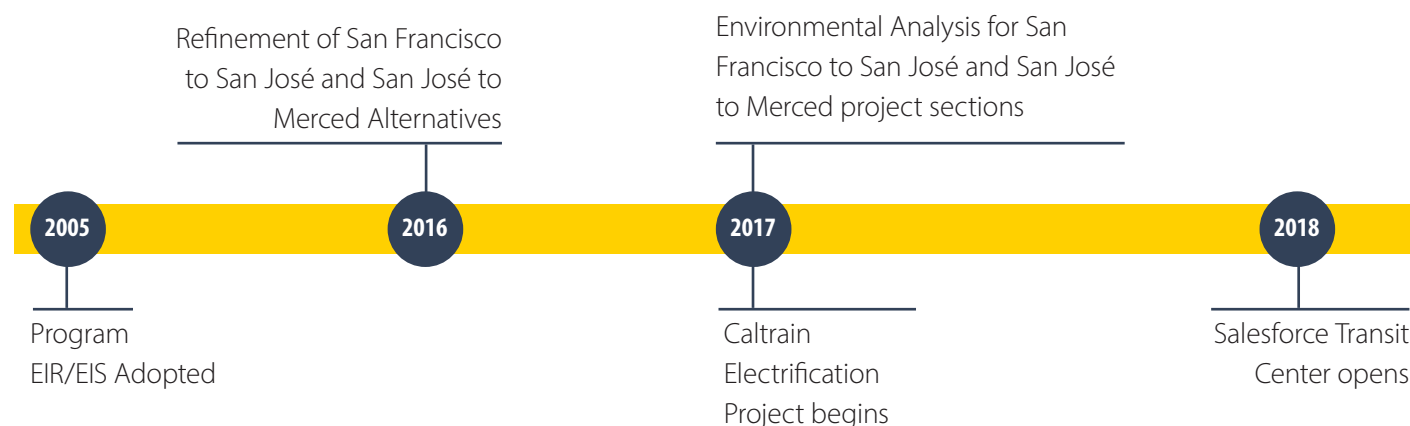 Refinement of San Francisco
to San José and San José to
Merced Alternatives
Environmental Analysis for San
Francisco to San José and San José
to Merced project sections
2005
2016
2017
2018
Program
EIR/EIS Adopted
Caltrain
Electrification
Project begins
Salesforce Transit
Center opens